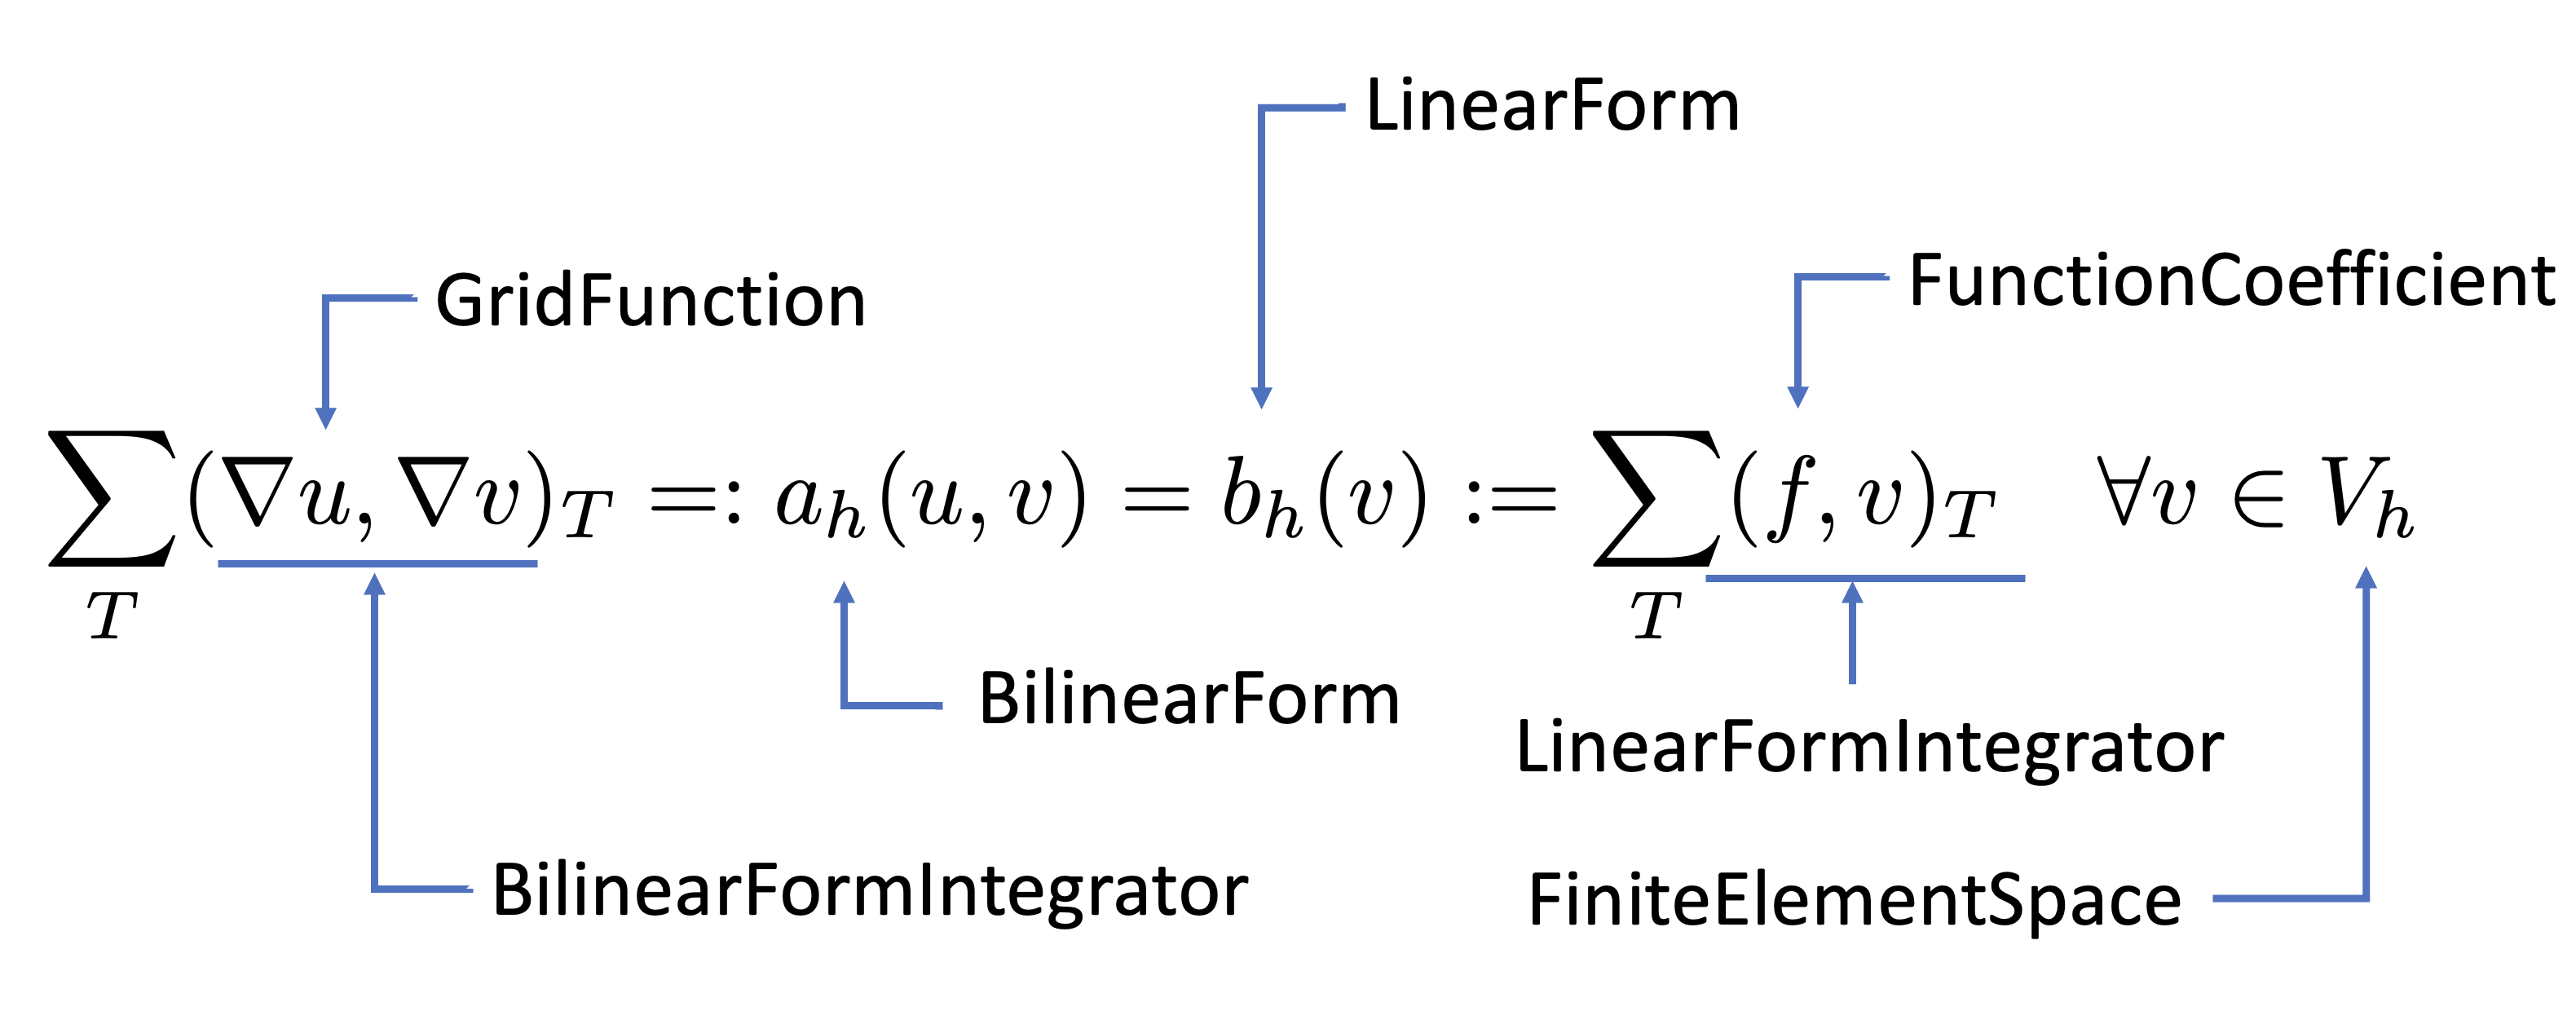 LinearForm
GridFunction
FunctionCoefficient
∑_T (∇u, ∇v)_T =: a_h(u, v) = b_h(v) := ∑_T (f, v)_T ∀v ∈ V_h
BilinearForm
LinearFormIntegrator
BilinearFormIntegrator
FiniteElementSpace